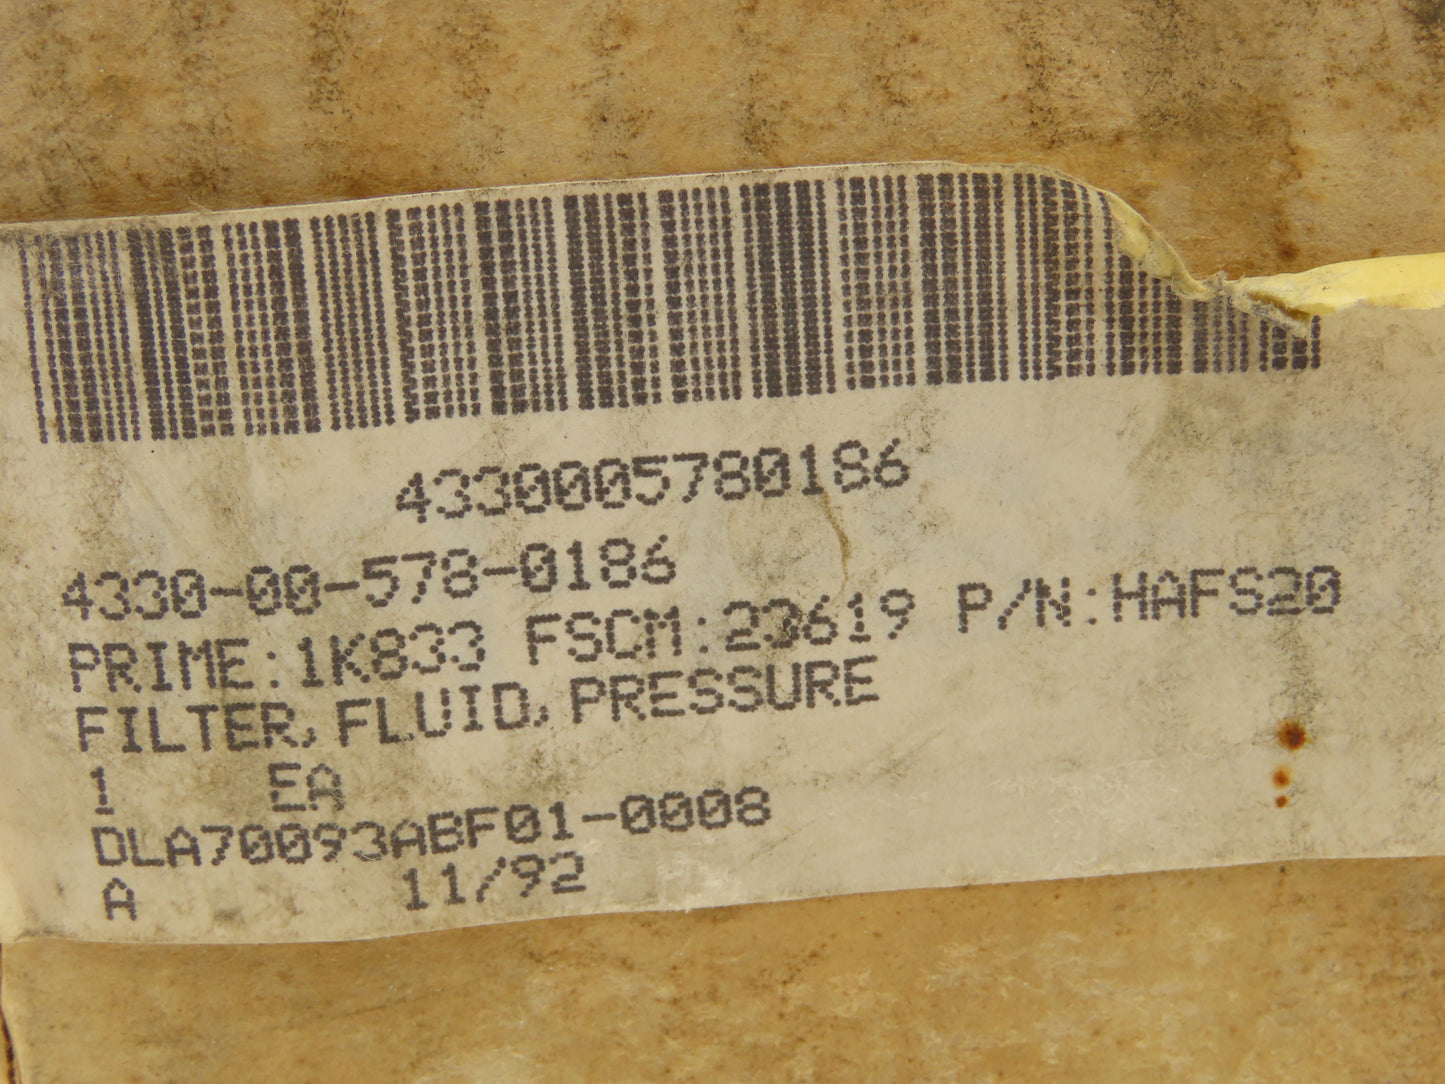 4330005780186
4330-00-578-0186
PRIME:1K833 FSCM:23619 P/N:HAFS20
FILTER, FLUID, PRESSURE
1 EA
DLA70093ABF01-0008
A 11/92